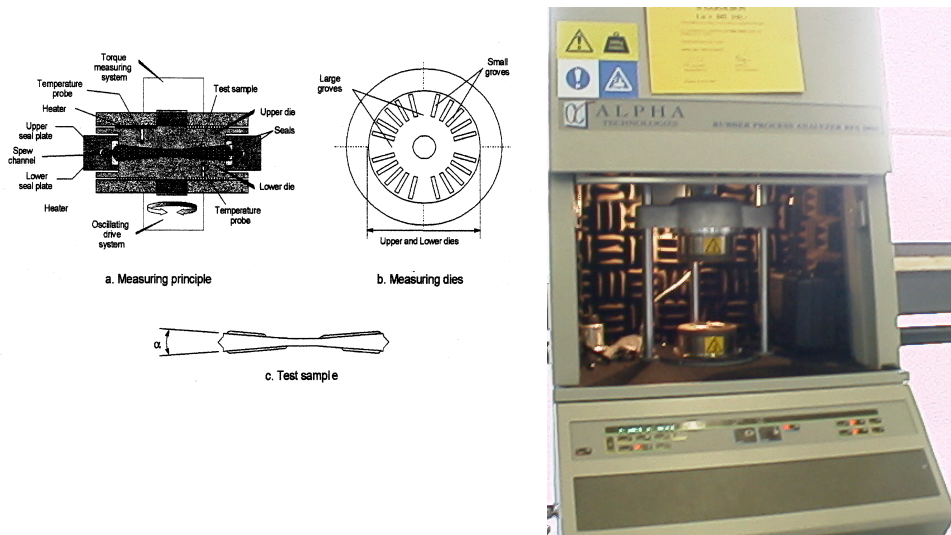 Torque
measuring
system
Temperature
probe
Test sample
Heater
Upper die
Upper
seal plate
Seals
Spew
channel
Lower
seal plate
Lower die
Heater
Temperature
probe
Oscillating
drive
system
a. Measuring principle
Large
groves
Small
groves
Upper and Lower dies
b. Measuring dies
α
c. Test sample
ALPHA
TECHNOLOGIES
RUBBER PROCESS ANALYZER